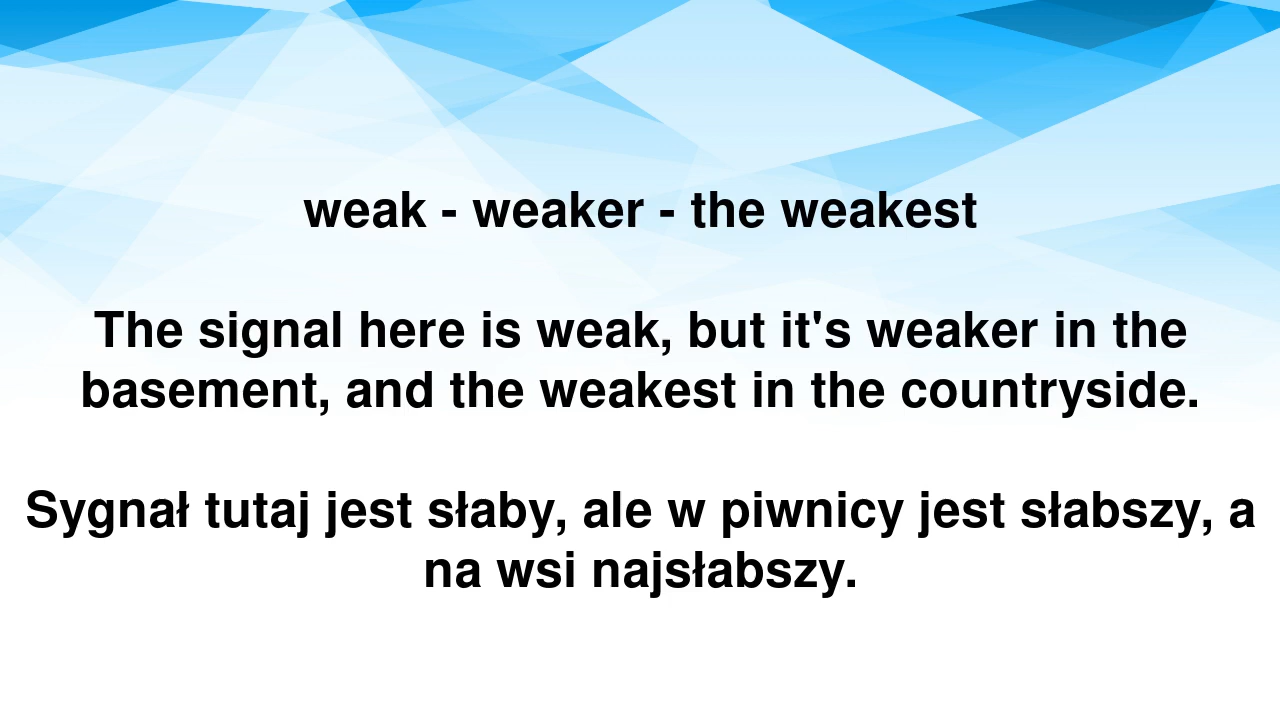 weak - weaker - the weakest
The signal here is weak, but it's weaker in the
basement, and the weakest in the countryside.
Sygnał tutaj jest słaby, ale w piwnicy jest słabszy, a
na wsi najsłabszy.